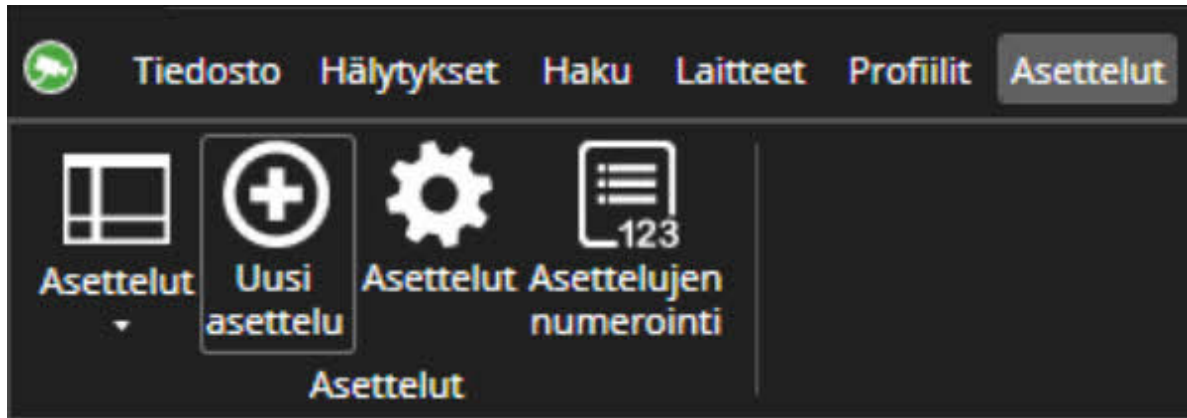 Tiedosto Hälytykset Haku Laitteet Profiilit Asettelut
123
Asettelut Uusi asettelu Asettelut Asettelujen numerointi
Asettelut